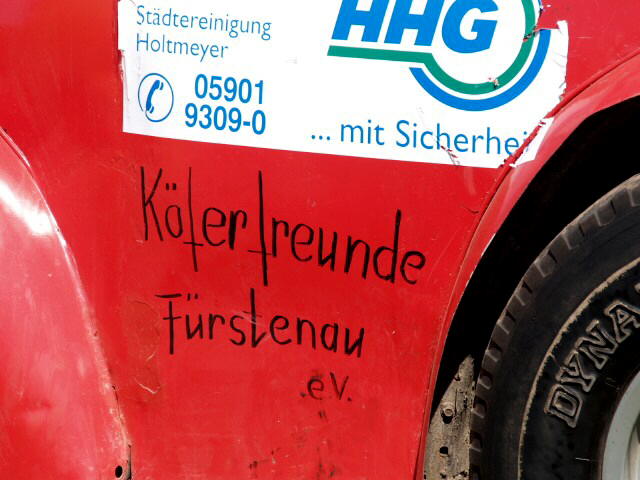 Städtereinigung
Holtmeyer
HHG
05901
9309-0
... mit Sicherhei
Köterfreunde
Fürstenau
.e V.
DYNA